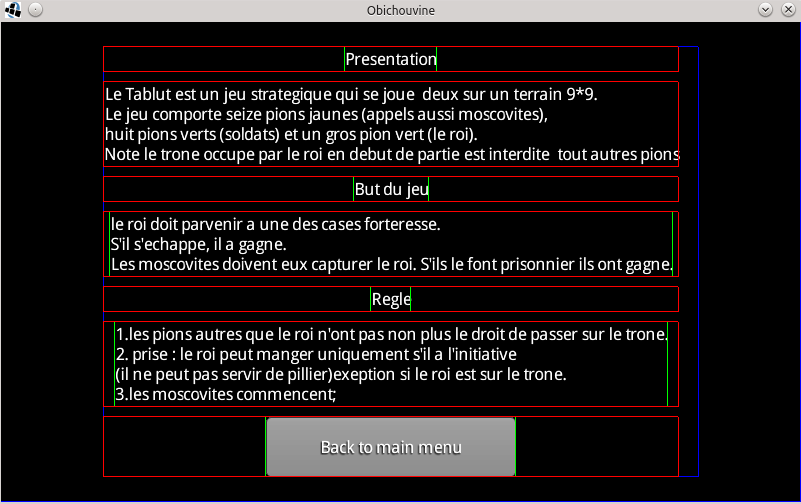 Obichouvine
Presentation
Le Tablut est un jeu strategique qui se joue  deux sur un terrain 9*9.
Le jeu comporte seize pions jaunes (appels aussi moscovites),
huit pions verts (soldats) et un gros pion vert (le roi).
Note le trone occupe par le roi en debut de partie est interdite  tout autres pions
But du jeu
le roi doit parvenir a une des cases forteresse.
S'il s'echappe, il a gagne.
Les moscovites doivent eux capturer le roi. S'ils le font prisonnier ils ont gagne.
Regle
1.les pions autres que le roi n'ont pas non plus le droit de passer sur le trone.
2. prise : le roi peut manger uniquement s'il a l'initiative
(il ne peut pas servir de pillier)exeption si le roi est sur le trone.
3.les moscovites commencent;
Back to main menu